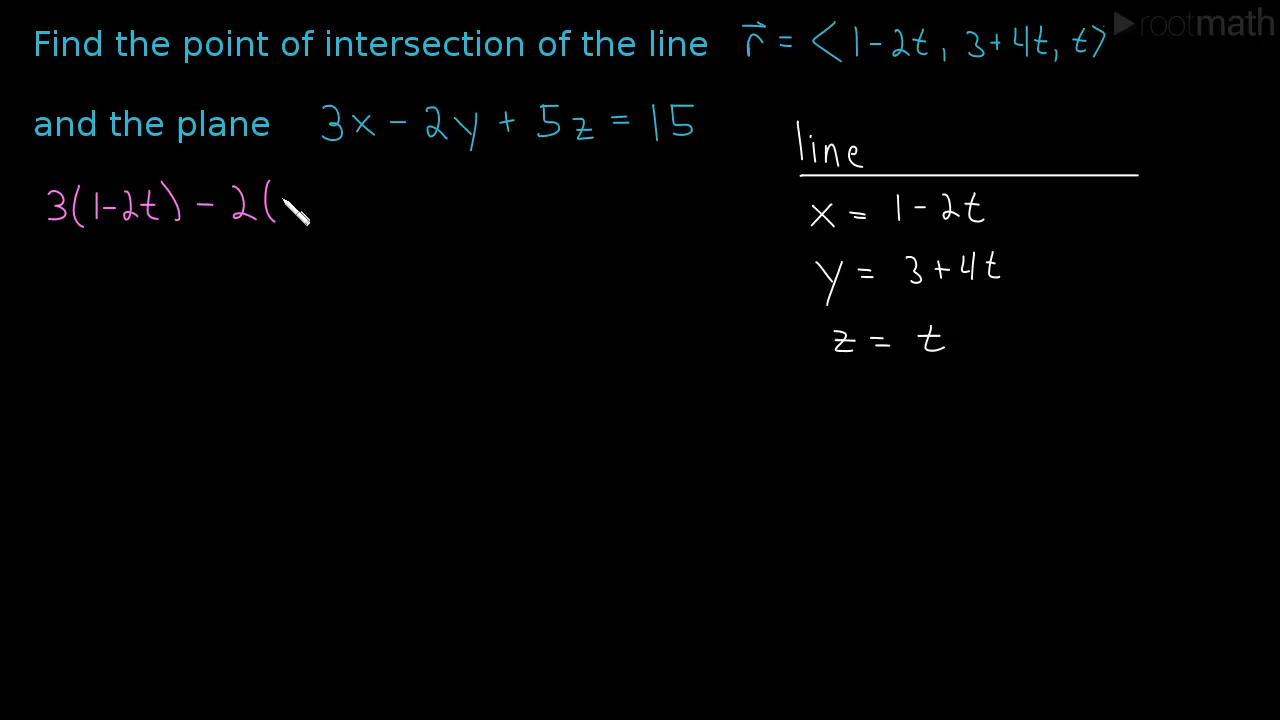 rootmath
Find the point of intersection of the line r⃗ = <1-2t, 3+4t, t>
and the plane 3x - 2y + 5z = 15
line
3(1-2t) - 2(
x = 1-2t
y = 3+4t
z = t